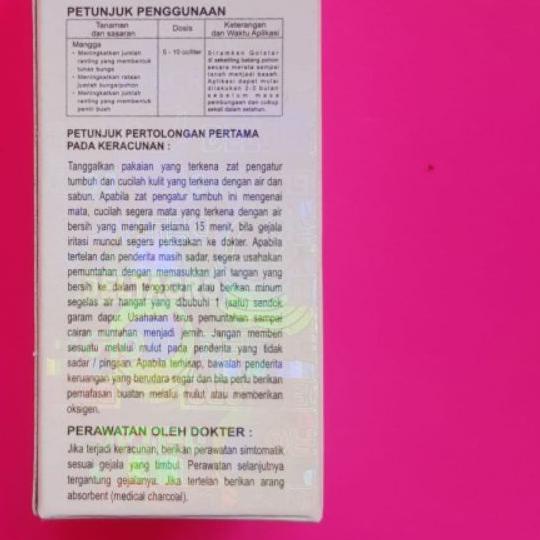 PETUNJUK PENGGUNAAN
Tanaman dan sasaran
Dosis
Keterangan dan Waktu Aplikasi
Mangga
- Meningkatkan jumlah
ranting yang membentuk
tunas bunga
- Meningkatkan rataan
jumlah bunga/pohon
- Meningkatkan jumlah
ranting yang membentuk
pentil buah
5 - 10 cc/liter
Siramkan Golstar
di sekeliling batang pohon
secara merata sampai
tanah menjadi basah.
Aplikasi dapat mulai
dilakukan 2-3 bulan
sebelum masa
pembungaan dan cukup
sekali dalam setahun.
PETUNJUK PERTOLONGAN PERTAMA
PADA KERACUNAN :
Tanggalkan pakaian yang terkena zat pengatur
tumbuh dan cucilah kulit yang terkena dengan air dan
sabun. Apabila zat pengatur tumbuh ini mengenai
mata, cucilah segera mata yang terkena dengan air
bersih yang mengalir selama 15 menit, bila gejala
iritasi muncul segera periksakan ke dokter. Apabila
tertelan dan penderita masih sadar, segera usahakan
pemuntahan dengan memasukkan jari tangan yang
bersih ke dalam tenggorokan atau berikan minum
segelas air hangat yang dibubuhi 1 (satu) sendok
garam dapur. Usahakan terus pemuntahan sampai
cairan muntahan menjadi jernih. Jangan memberi
sesuatu melalui mulut pada penderita yang tidak
sadar / pingsan. Apabila terhisap, bawalah penderita
keruangan yang berudara segar dan bila perlu berikan
pernafasan buatan melalui mulut atau memberikan
oksigen.
PERAWATAN OLEH DOKTER :
Jika terjadi keracunan, berikan perawatan simtomatik
sesuai gejala yang timbul. Perawatan selanjutnya
tergantung gejalanya. Jika tertelan berikan arang
absorbent (medical charcoal).